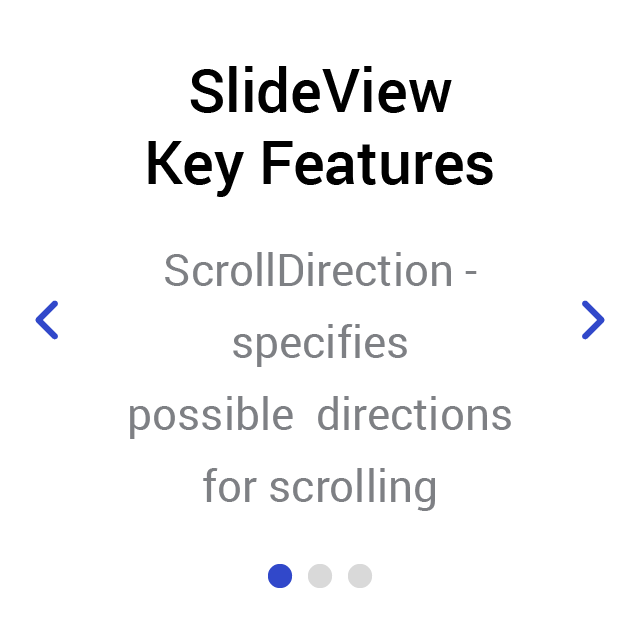 SlideView
Key Features
ScrollDirection -
specifies
possible  directions
for scrolling